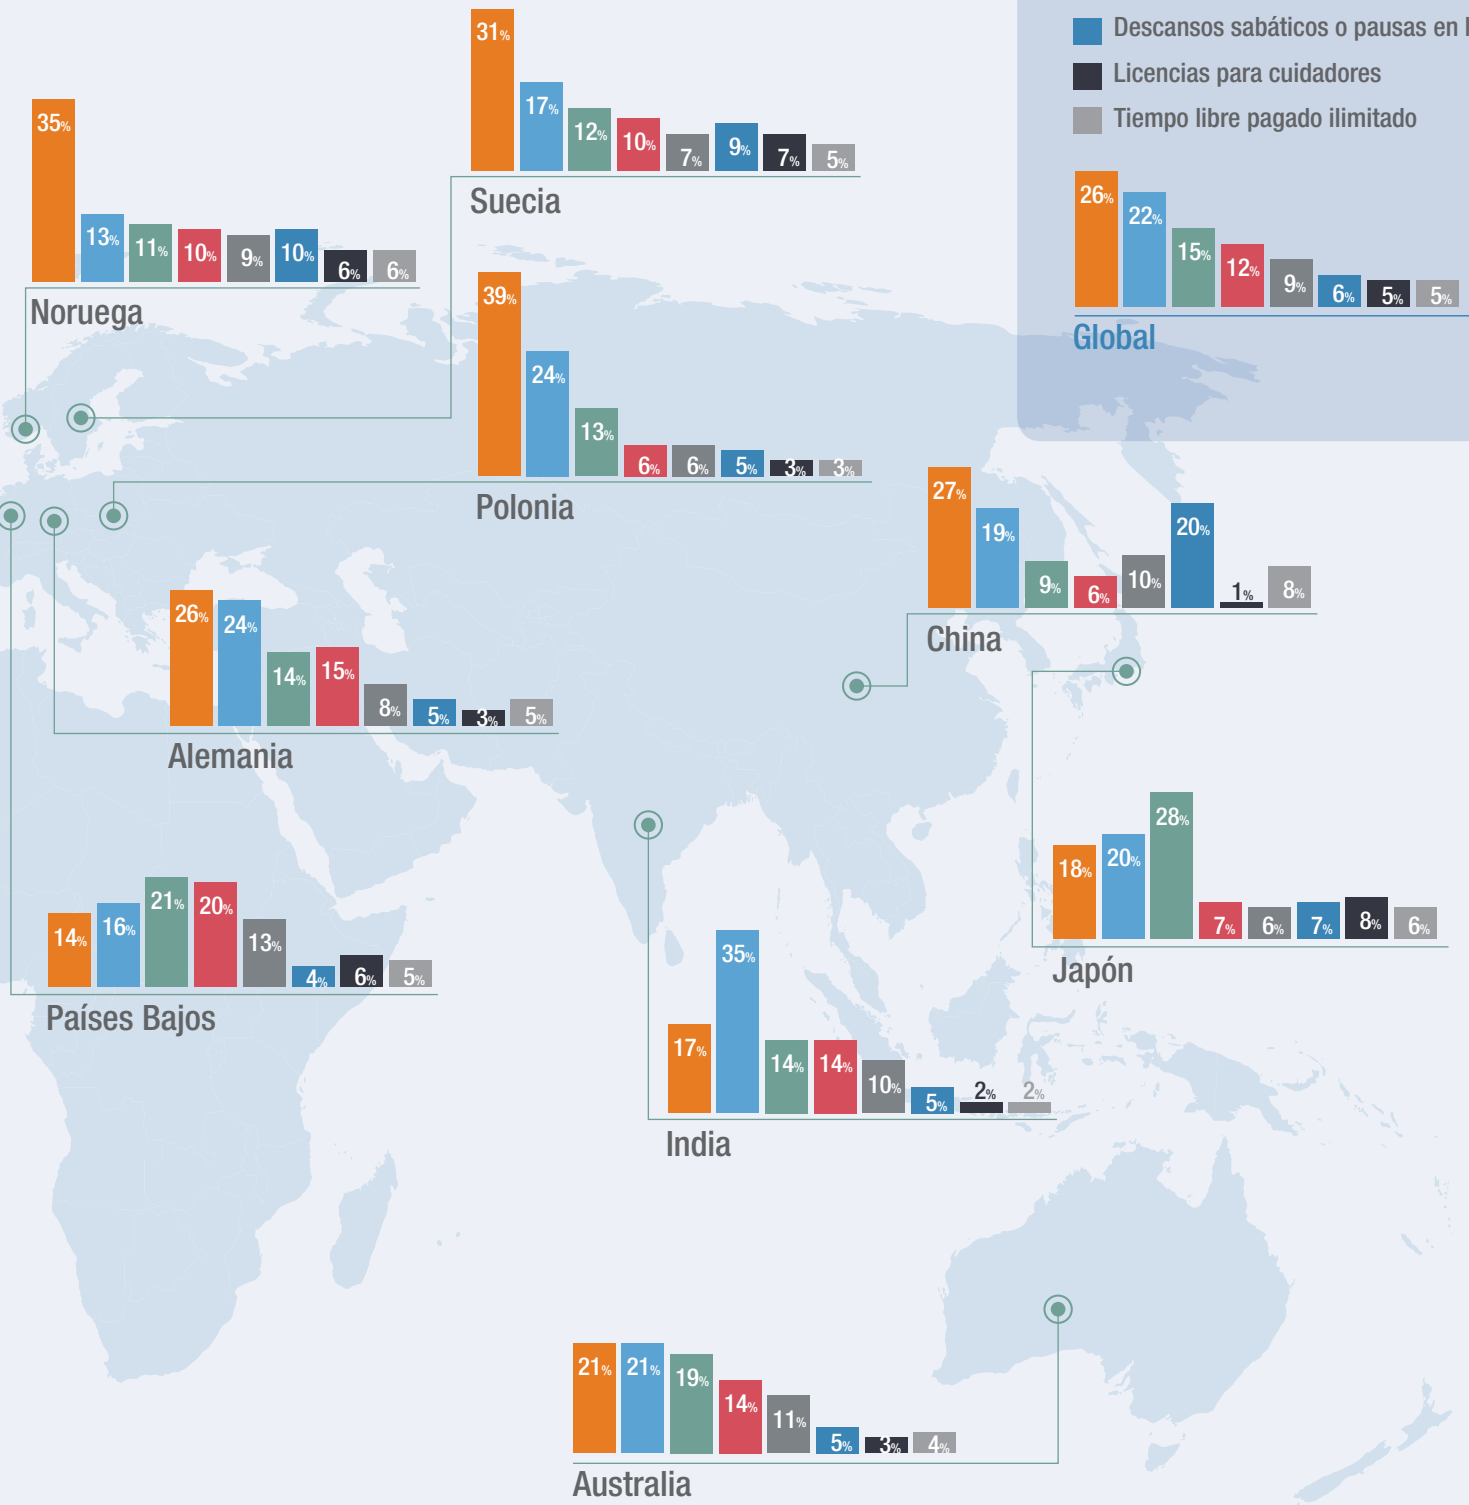 Descansos sabáticos o pausas en
Licencias para cuidadores
Tiempo libre pagado ilimitado
26% 22% 15% 12% 9% 6% 5% 5%
Global
31% 17% 12% 10% 7% 9% 7% 5%
Suecia
35% 13% 11% 10% 9% 10% 6% 6%
Noruega
39% 24% 13% 6% 6% 5% 3% 3%
Polonia
27% 19% 9% 6% 10% 20% 1% 8%
China
26% 24% 14% 15% 8% 5% 3% 5%
Alemania
18% 20% 28% 7% 6% 7% 8% 6%
Japón
14% 16% 21% 20% 13% 4% 6% 5%
Países Bajos
17% 35% 14% 14% 10% 5% 2% 2%
India
21% 21% 19% 14% 11% 5% 3% 4%
Australia